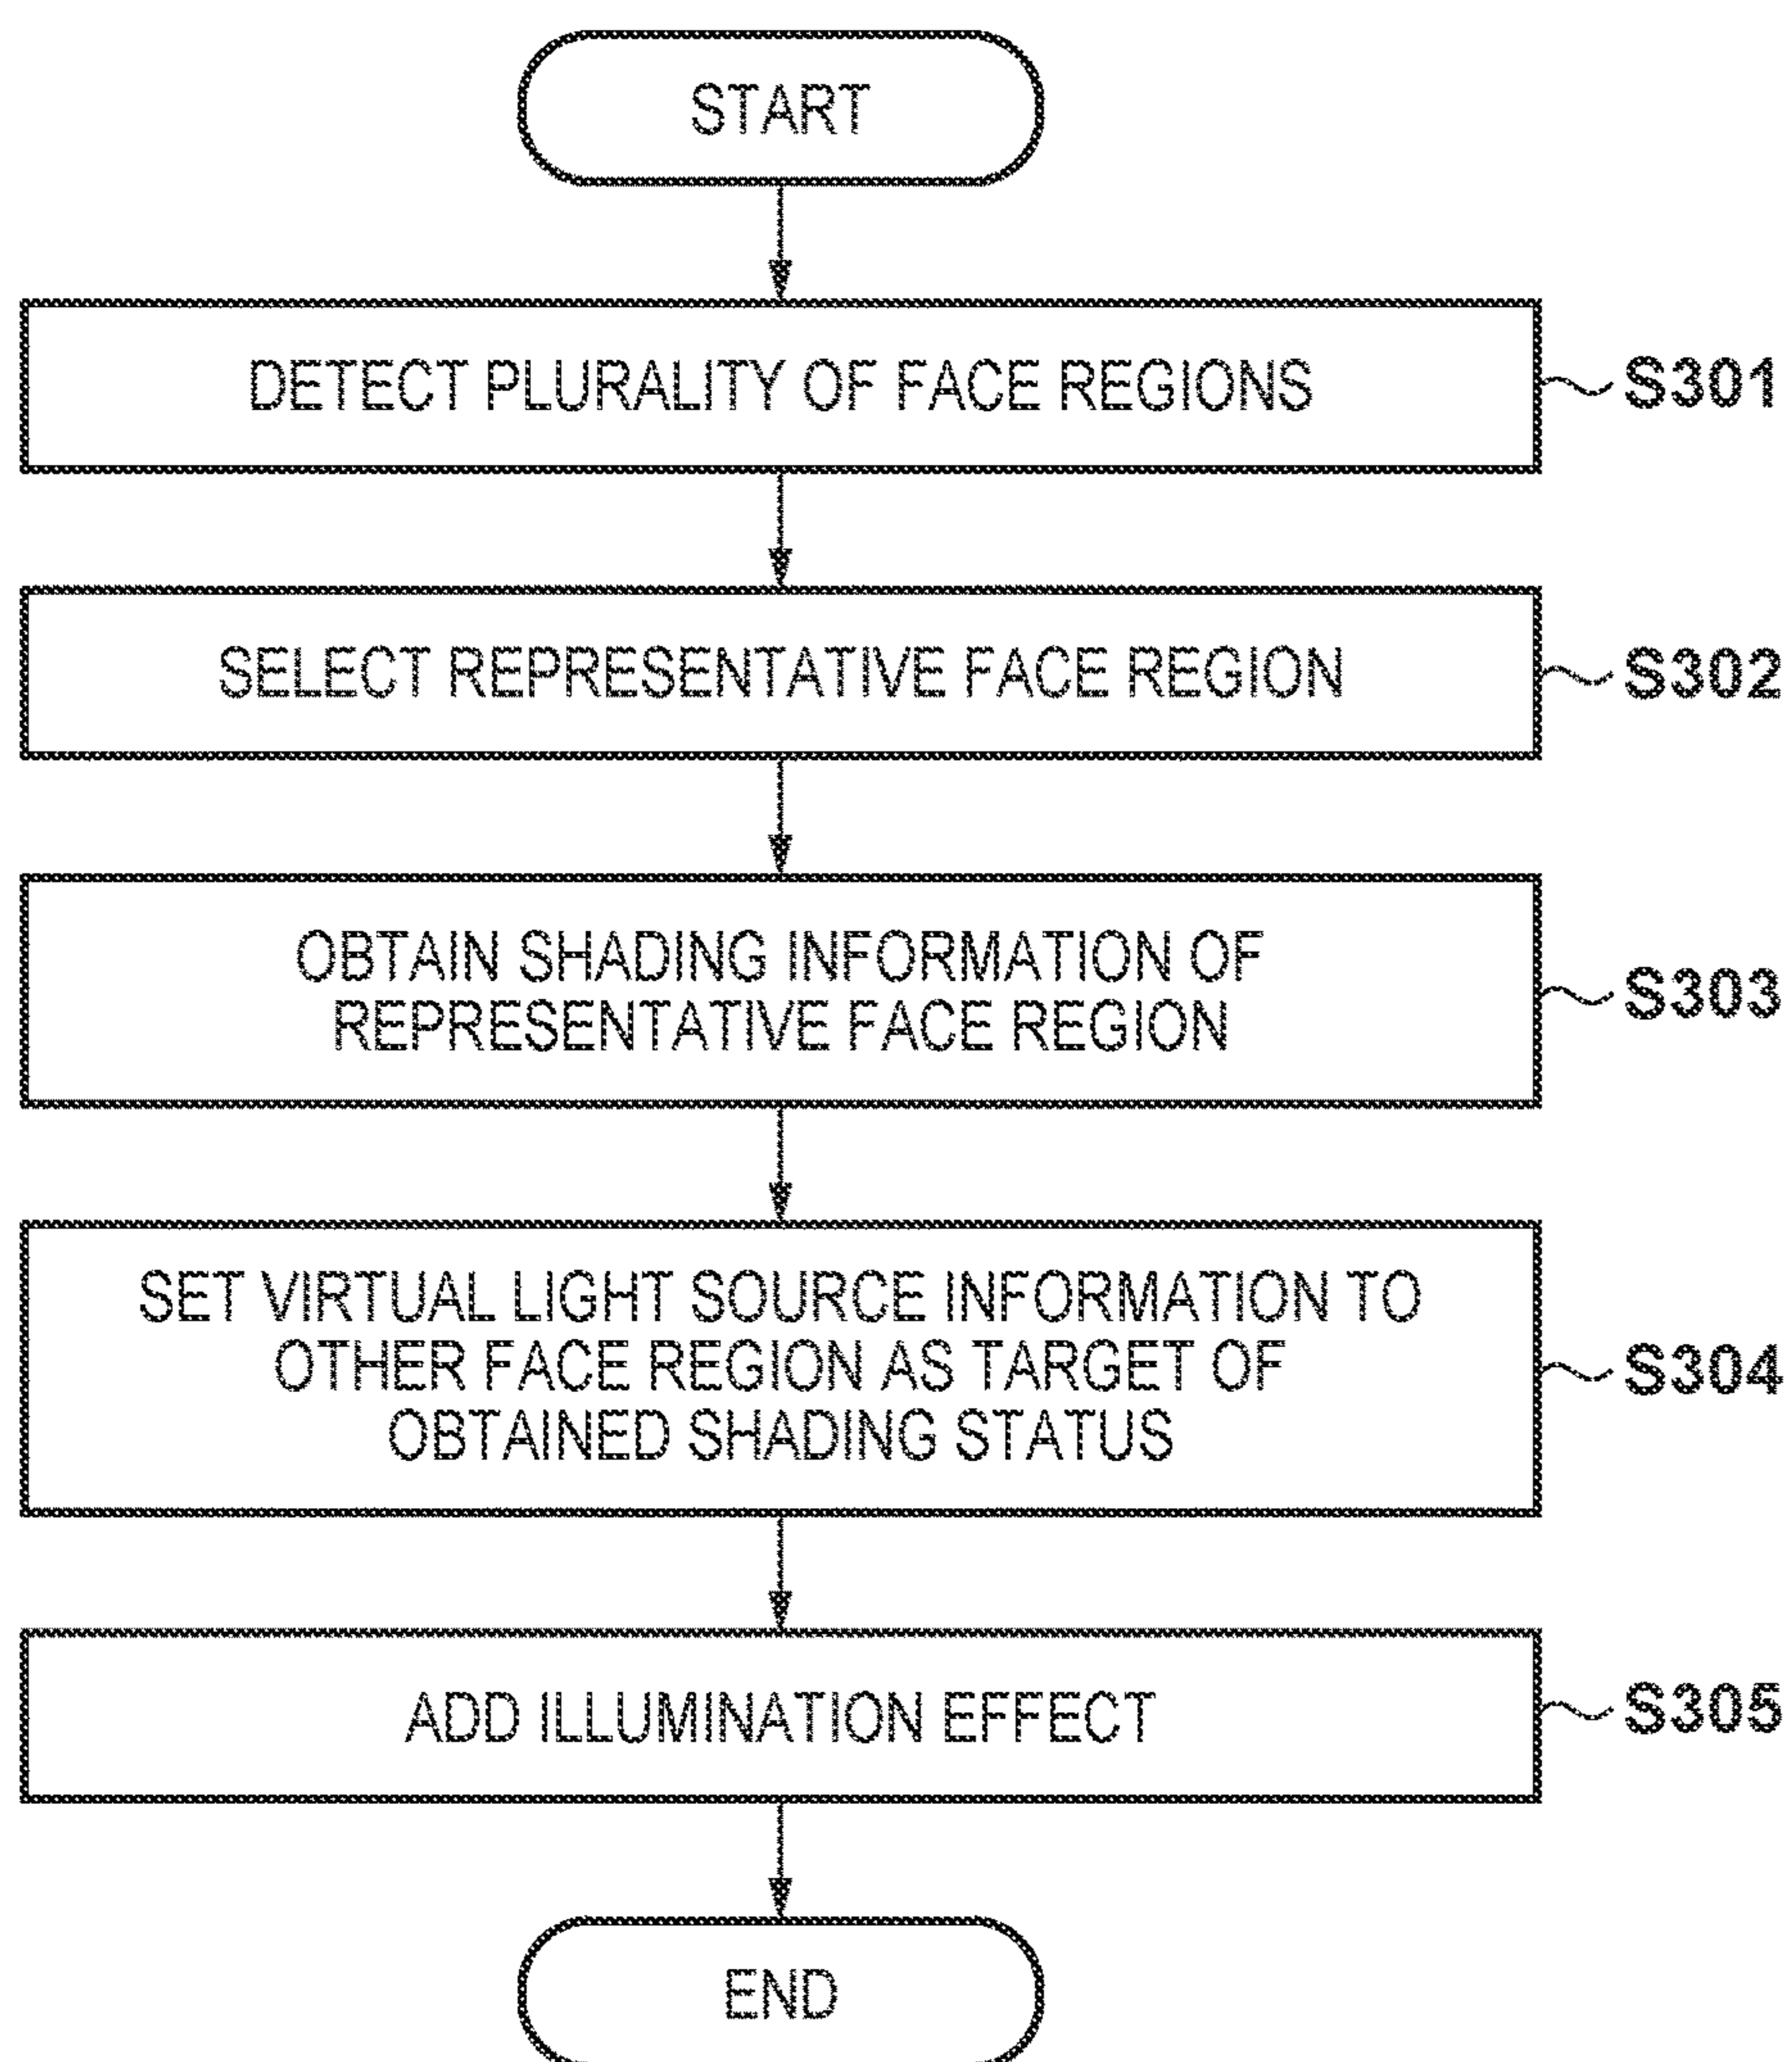 START
DETECT PLURALITY OF FACE REGIONS
S301
SELECT REPRESENTATIVE FACE REGION
S302
OBTAIN SHADING INFORMATION OF
REPRESENTATIVE FACE REGION
S303
SET VIRTUAL LIGHT SOURCE INFORMATION TO
OTHER FACE REGION AS TARGET OF
OBTAINED SHADING STATUS
S304
ADD ILLUMINATION EFFECT
S305
END